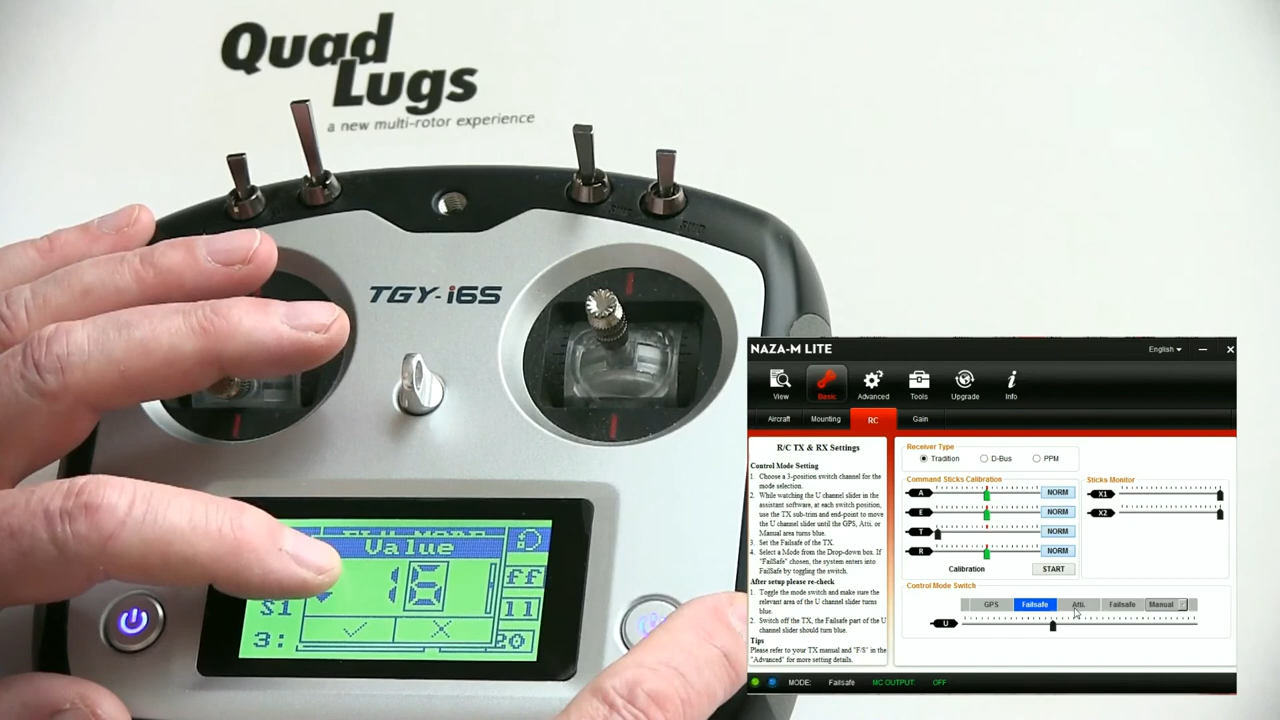 Quad
Lugs
a new multi-rotor experience
TGY-i6S
Value
16
S1
ff
11
3:
20
NAZA-M LITE
English
View
Basic
Advanced
Tools
Upgrade
Info
Aircraft
Mounting
RC
Gain
R/C TX & RX Settings
Control Mode Setting
1. Choose a 3-position switch channel for the
mode selection.
2. While watching the U channel slider in the
assistant software, at each switch position,
use the TX sub-trim and end-point to move
the U channel slider until the GPS, Atti. or
Manual area turns blue.
3. Set the Failsafe of the TX.
4. Select a Mode from the Drop-down box. If
"FailSafe" chosen, the system enters into
FailSafe by toggling the switch.
After setup please re-check
1. Toggle the mode switch and make sure the
relevant area of the U channel slider turns
blue.
2. Switch off the TX, the Failsafe part of the U
channel slider should turn blue.
Tips
Please refer to your TX manual and "F/S" in the
"Advanced" for more setting details.
Receiver Type
Tradition
D-Bus
PPM
Command Sticks Calibration
A
NORM
E
NORM
T
NORM
R
NORM
Calibration
START
Sticks Monitor
X1
X2
Control Mode Switch
GPS
Failsafe
Atti.
Failsafe
Manual
U
MODE:
Failsafe
MC OUTPUT:
OFF